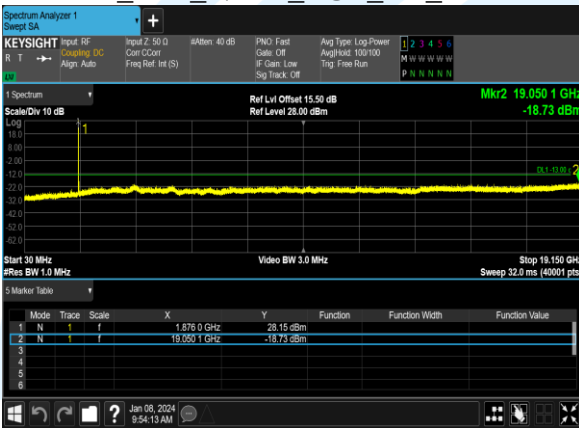 Spectrum Analyzer 1
Swept SA
+
KEYSIGHT Input: RF Input Z: 50 Ω #Atten: 40 dB PNO: Fast Avg Type: Log-Power 1 2 3 4 5 6
R T Coupling: DC Corr CCorr Gate: Off Avg|Hold: 100/100 M W W W W W
Align: Auto Freq Ref: Int (S) IF Gain: Low Trig: Free Run
Sig Track: Off P N N N N N
LV
1 Spectrum Ref Lvl Offset 15.50 dB Mkr2 19.050 1 GHz
Scale/Div 10 dB Ref Level 28.00 dBm -18.73 dBm
Log
18.0
8.00
-2.00
-12.0
-22.0
-32.0
-42.0
-52.0
-62.0
1
DL1 -13.00
2
Start 30 MHz Video BW 3.0 MHz Stop 19.150 GHz
#Res BW 1.0 MHz Sweep 32.0 ms (40001 pts
5 Marker Table
Mode Trace Scale X Y Function Function Width Function Value
1 N 1 f 1.876 0 GHz 28.15 dBm
2 N 1 f 19.050 1 GHz -18.73 dBm
3
4
5
6
? Jan 08, 2024
9:54:13 AM